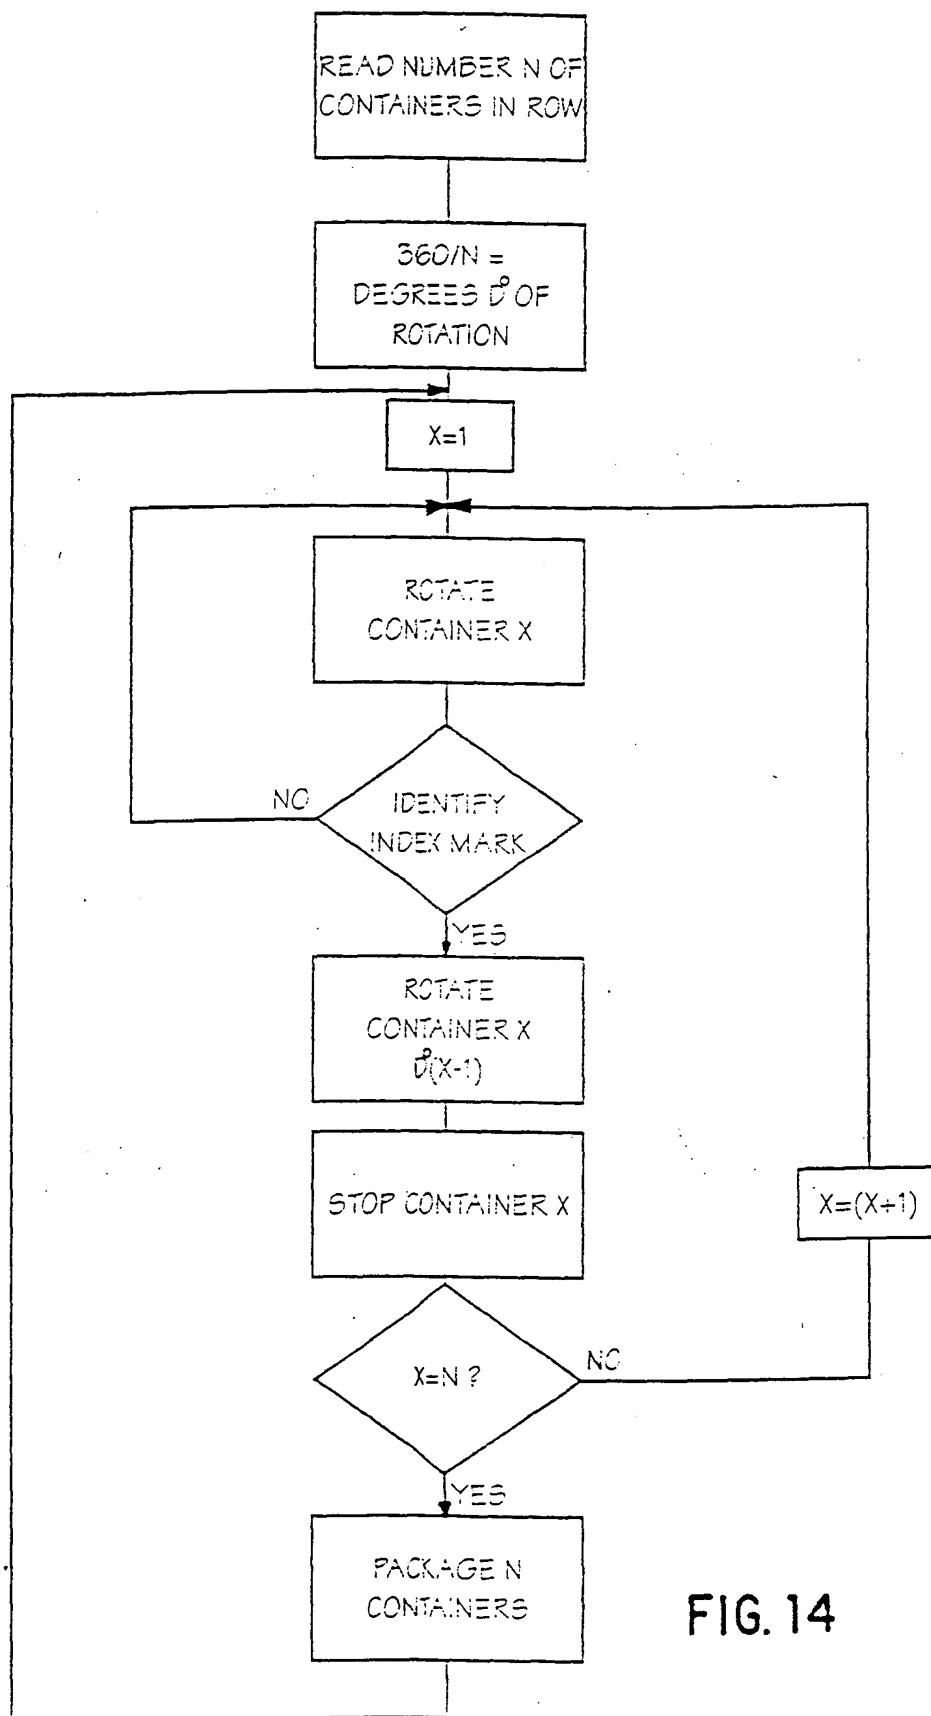 READ NUMBER N OF
CONTAINERS IN ROW
360/N =
DEGREES D° OF
ROTATION
X=1
ROTATE
CONTAINER X
NO
IDENTIFY
INDEX MARK
YES
ROTATE
CONTAINER X
D°(X-1)
STOP CONTAINER X
X=(X+1)
X=N ?
NO
YES
PACKAGE N
CONTAINERS
FIG. 14